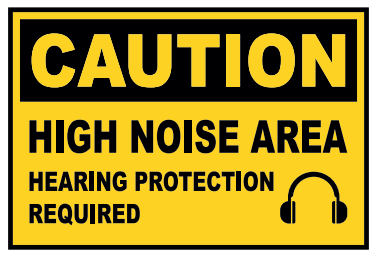 CAUTION
HIGH NOISE AREA
HEARING PROTECTION
REQUIRED